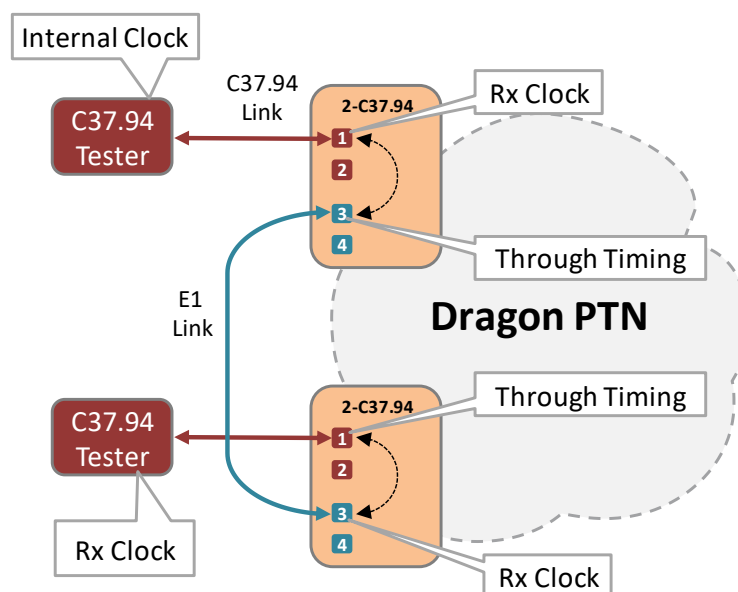 Internal Clock
C37.94
Link
2-C37.94
Rx Clock
C37.94
Tester
1
2
3
4
Through Timing
E1
Link
Dragon PTN
2-C37.94
Through Timing
C37.94
Tester
1
2
3
4
Rx Clock
Rx Clock